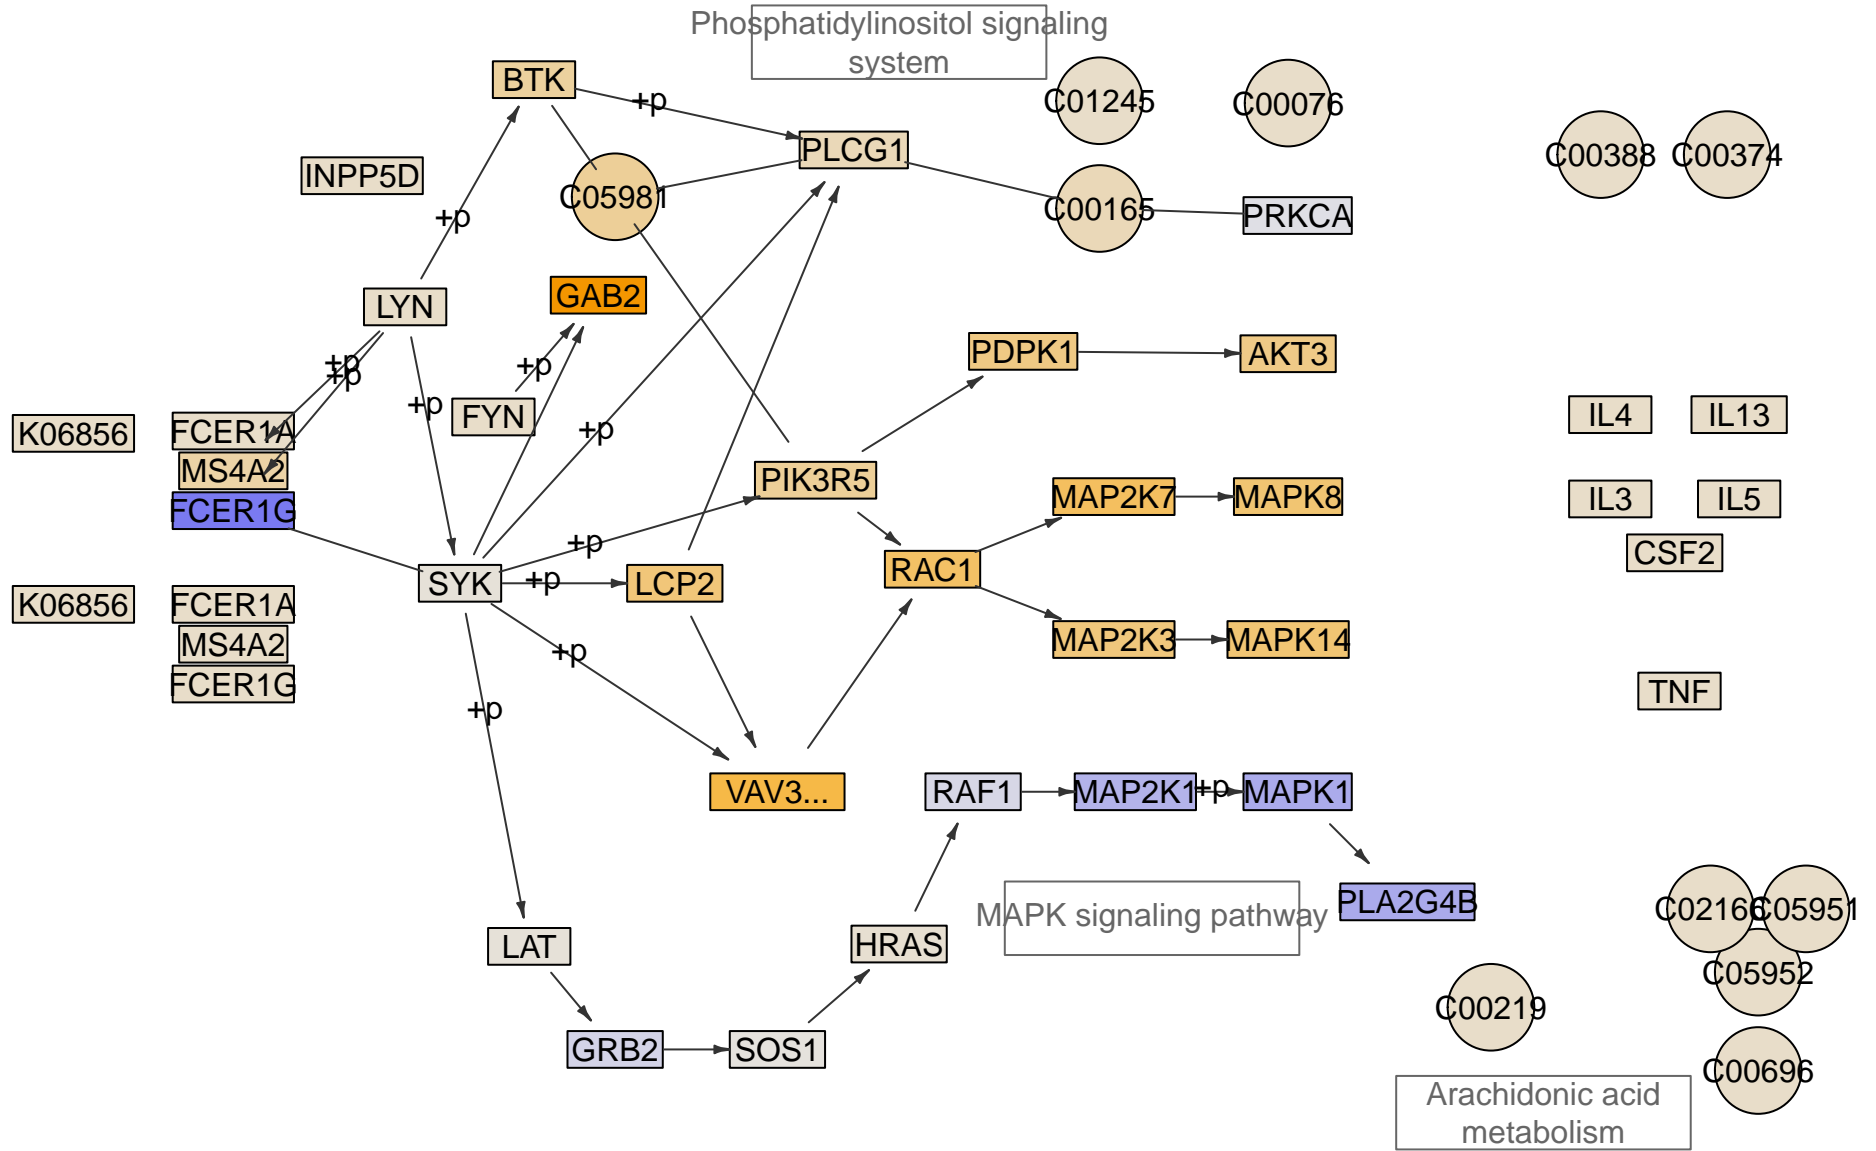 Phosphatidylinositol signaling
system
BTK
+p
C01245
C00076
PLCG1
C00388
C00374
INPP5D
C05981
C00165
PRKCA
+p
LYN
GAB2
PDPK1
AKT3
+p
+p
+p
+p
FYN
IL4
IL13
K06856
FCER1A
MS4A2
FCER1G
+p
PIK3R5
MAP2K7
MAPK8
IL3
IL5
+p
CSF2
SYK
+p
LCP2
RAC1
K06856
FCER1A
MS4A2
FCER1G
+p
MAP2K3
MAPK14
TNF
+p
VAV3...
RAF1
MAP2K1
+p
MAPK1
MAPK signaling pathway
PLA2G4B
C02166
C05951
C05952
LAT
HRAS
C00219
GRB2
SOS1
C00696
Arachidonic acid
metabolism